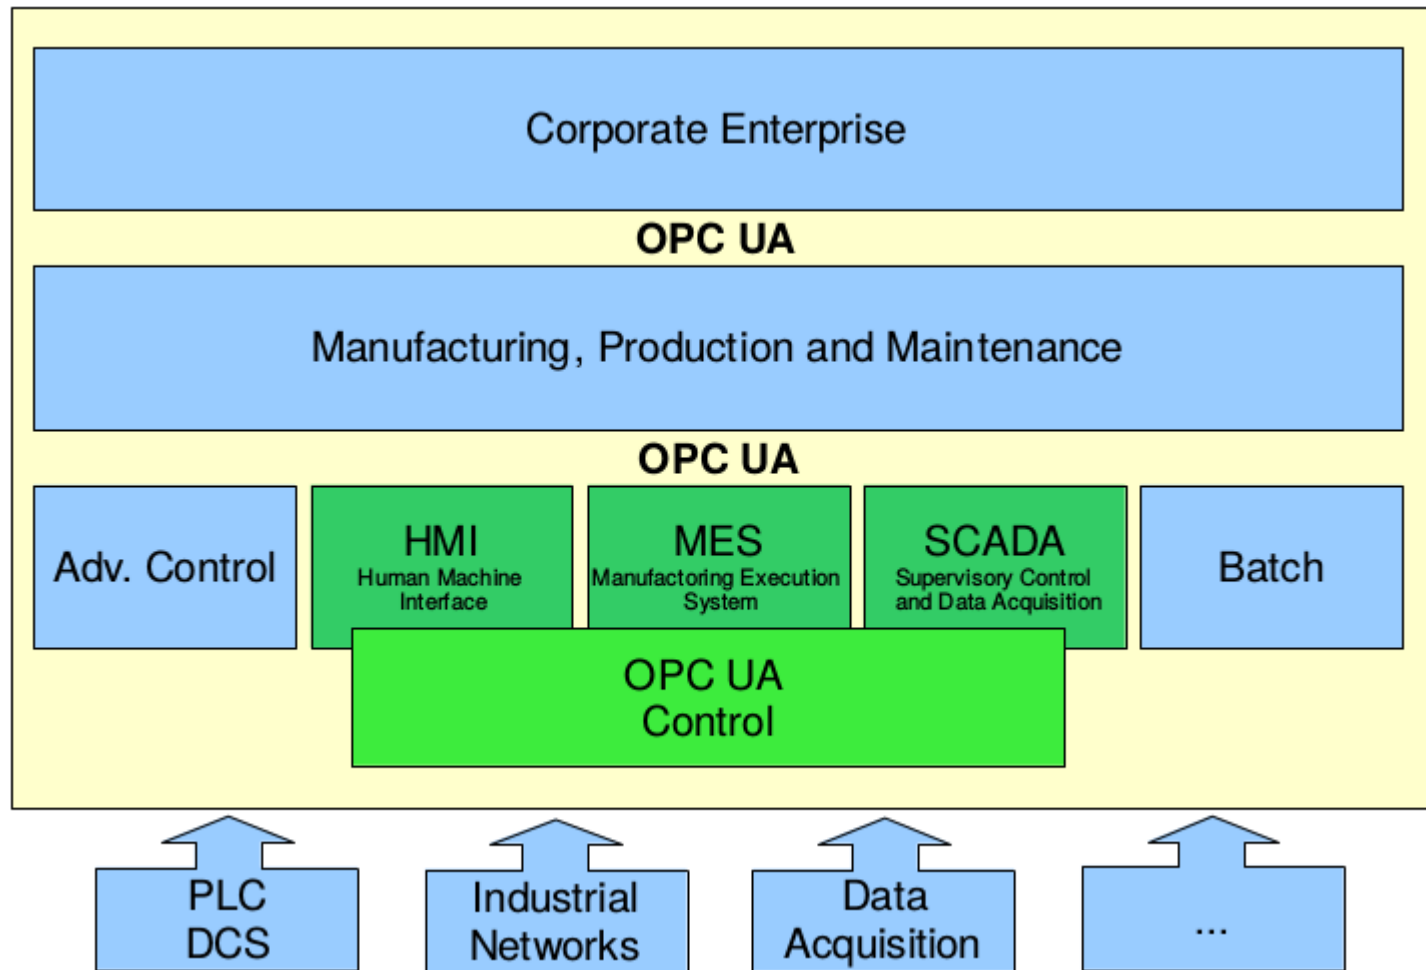 Corporate Enterprise
OPC UA
Manufacturing, Production and Maintenance
OPC UA
Adv. Control
HMI
Human Machine
Interface
MES
Manufactoring Execution
System
SCADA
Supervisory Control
and Data Acquisition
Batch
OPC UA
Control
PLC
DCS
Industrial
Networks
Data
Acquisition
...